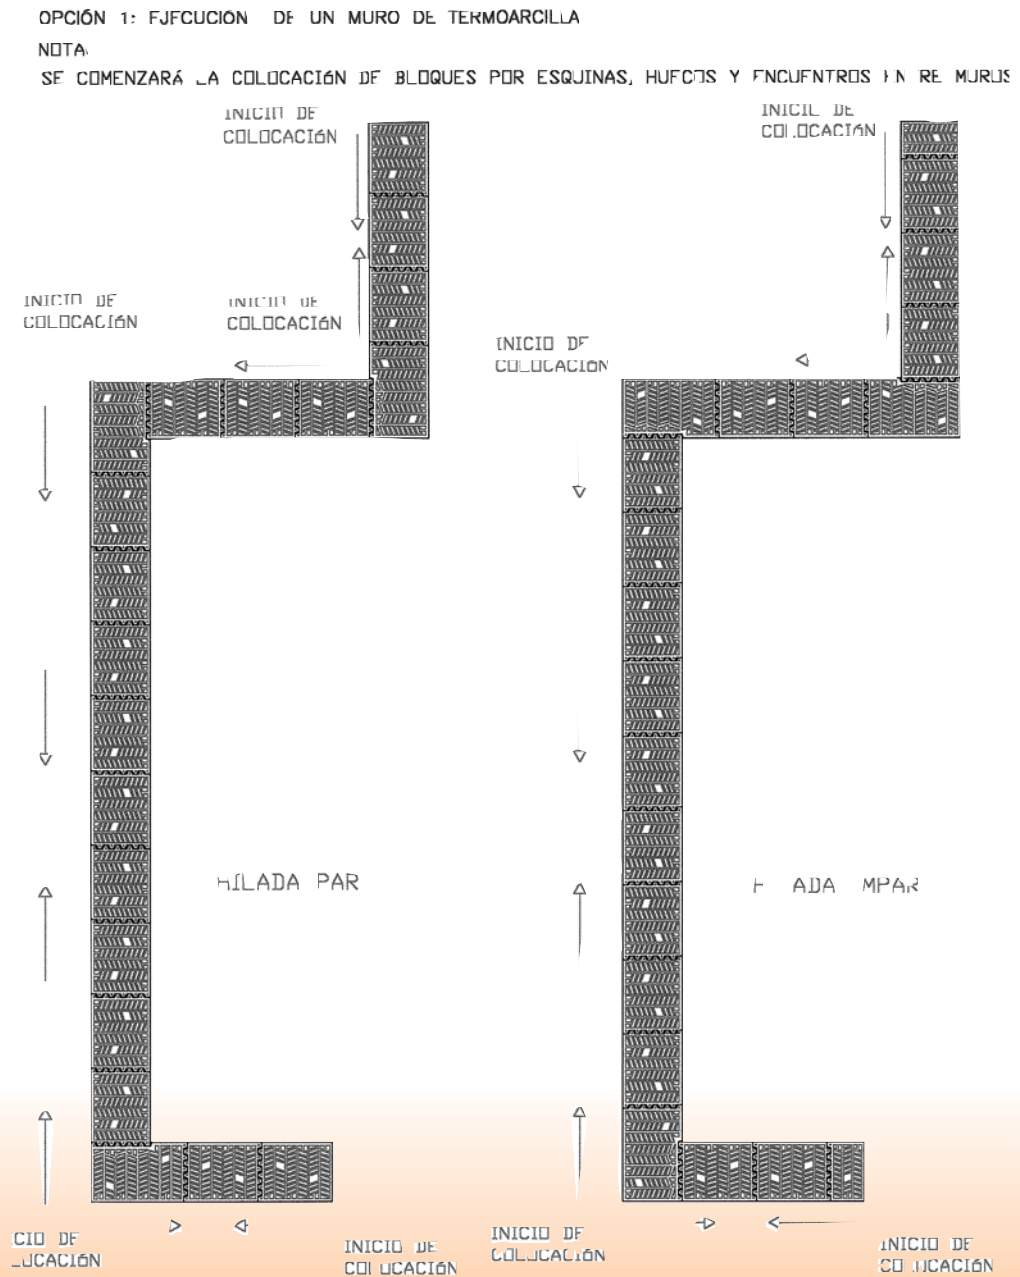 OPCIÓN 1: EJECUCIÓN DE UN MURO DE TERMOARCILLA
NOTA:
SE COMENZARÁ LA COLOCACIÓN DE BLOQUES POR ESQUINAS, HUECOS Y ENCUENTROS ENTRE MUROS
INICIO DE
COLOCACIÓN
INICIO DE
COLOCACIÓN
INICIO DE
COLOCACIÓN
INICIO DE
COLOCACIÓN
INICIO DE
COLOCACIÓN
HILADA PAR
HILADA IMPAR
CIO DE
OCACIÓN
INICIO DE
COLOCACIÓN
INICIO DE
COLOCACIÓN
INICIO DE
COLOCACIÓN